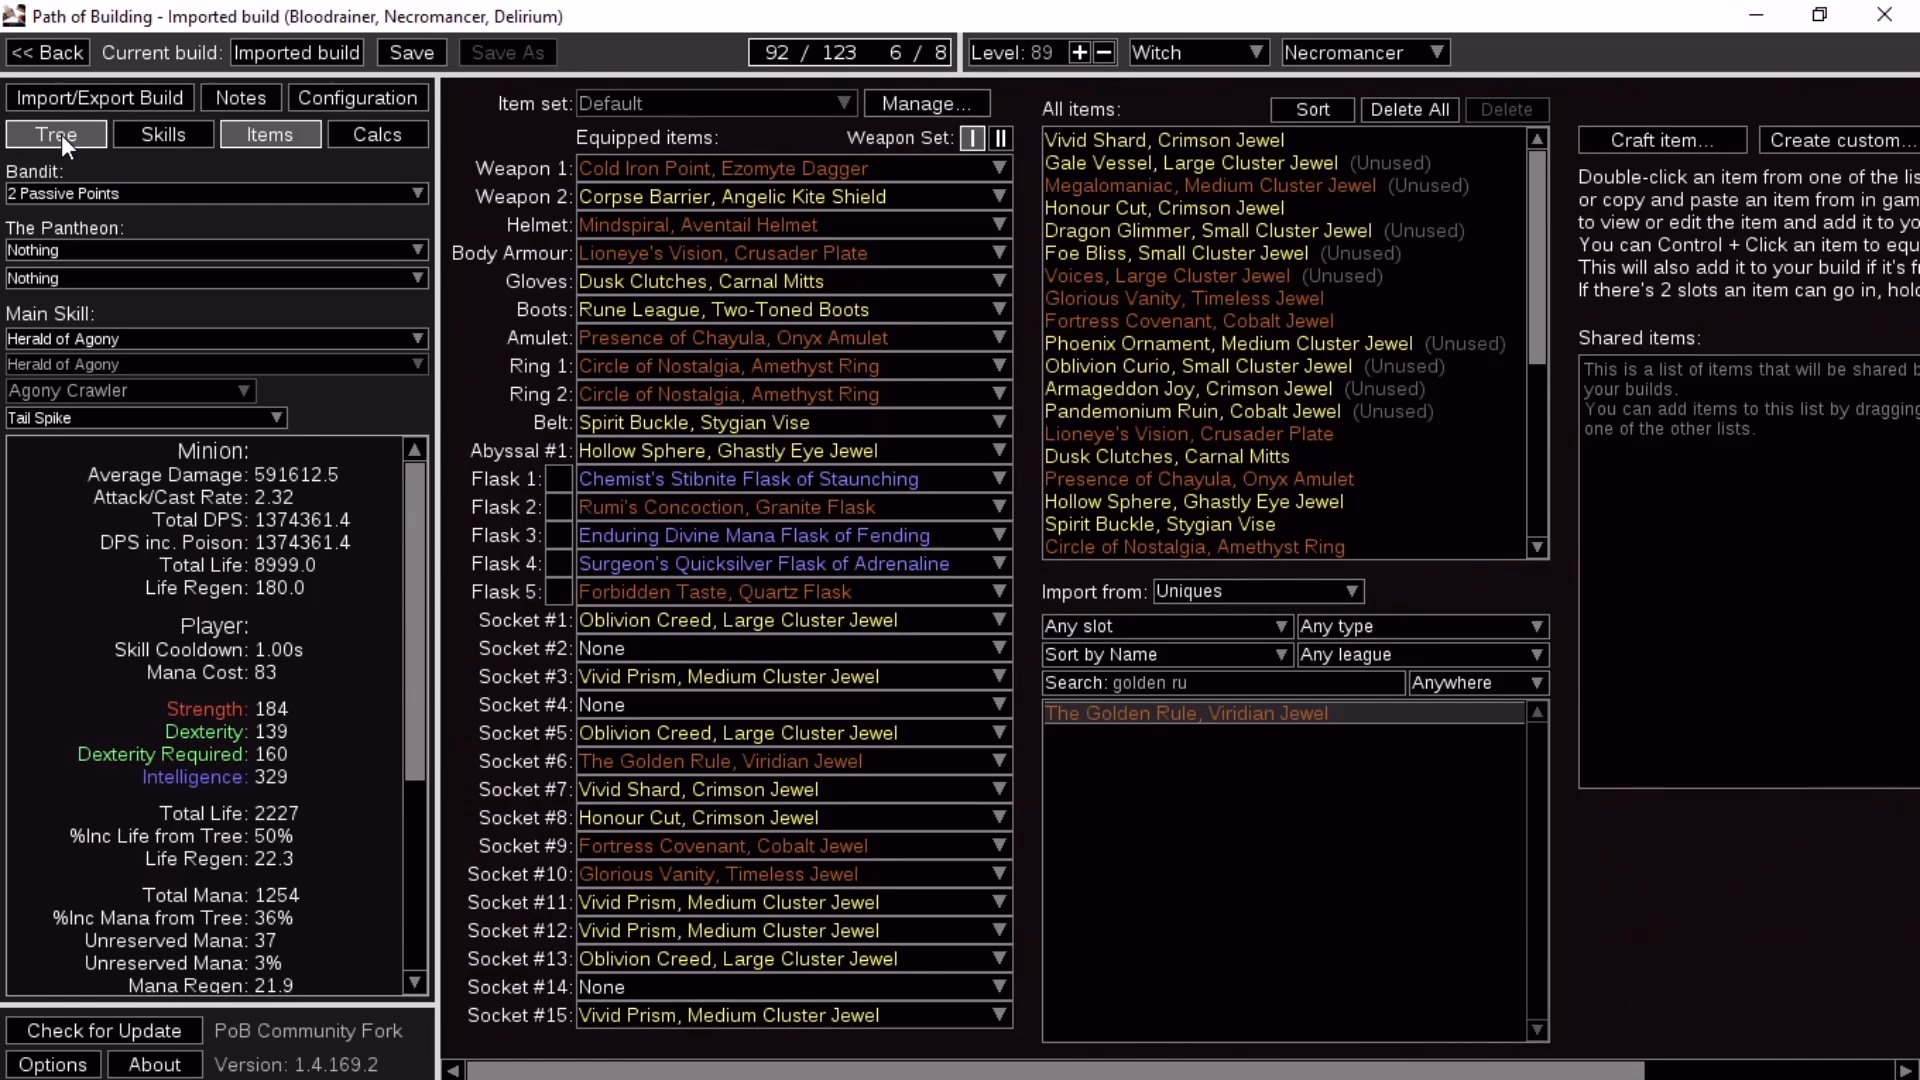 Path of Building - Imported build (Bloodrainer, Necromancer, Delirium)
<< Back Current build: Imported build Save Save As 92 / 123 6 / 8 Level: 89 + − Witch Necromancer
Import/Export Build Notes Configuration
Tree Skills Items Calcs
Bandit:
2 Passive Points
The Pantheon:
Nothing
Nothing
Main Skill:
Herald of Agony
Herald of Agony
Agony Crawler
Tail Spike
Minion:
Average Damage: 591612.5
Attack/Cast Rate: 2.32
Total DPS: 1374361.4
DPS inc. Poison: 1374361.4
Total Life: 8999.0
Life Regen: 180.0
Player:
Skill Cooldown: 1.00s
Mana Cost: 83
Strength: 184
Dexterity: 139
Dexterity Required: 160
Intelligence: 329
Total Life: 2227
%Inc Life from Tree: 50%
Life Regen: 22.3
Total Mana: 1254
%Inc Mana from Tree: 36%
Unreserved Mana: 37
Unreserved Mana: 3%
Mana Regen: 21.9
Check for Update PoB Community Fork
Options About Version: 1.4.169.2
Item set: Default Manage...
Equipped items: Weapon Set: I II
Weapon 1: Cold Iron Point, Ezomyte Dagger
Weapon 2: Corpse Barrier, Angelic Kite Shield
Helmet: Mindspiral, Aventail Helmet
Body Armour: Lioneye's Vision, Crusader Plate
Gloves: Dusk Clutches, Carnal Mitts
Boots: Rune League, Two-Toned Boots
Amulet: Presence of Chayula, Onyx Amulet
Ring 1: Circle of Nostalgia, Amethyst Ring
Ring 2: Circle of Nostalgia, Amethyst Ring
Belt: Spirit Buckle, Stygian Vise
Abyssal #1: Hollow Sphere, Ghastly Eye Jewel
Flask 1: Chemist's Stibnite Flask of Staunching
Flask 2: Rumi's Concoction, Granite Flask
Flask 3: Enduring Divine Mana Flask of Fending
Flask 4: Surgeon's Quicksilver Flask of Adrenaline
Flask 5: Forbidden Taste, Quartz Flask
Socket #1: Oblivion Creed, Large Cluster Jewel
Socket #2: None
Socket #3: Vivid Prism, Medium Cluster Jewel
Socket #4: None
Socket #5: Oblivion Creed, Large Cluster Jewel
Socket #6: The Golden Rule, Viridian Jewel
Socket #7: Vivid Shard, Crimson Jewel
Socket #8: Honour Cut, Crimson Jewel
Socket #9: Fortress Covenant, Cobalt Jewel
Socket #10: Glorious Vanity, Timeless Jewel
Socket #11: Vivid Prism, Medium Cluster Jewel
Socket #12: Vivid Prism, Medium Cluster Jewel
Socket #13: Oblivion Creed, Large Cluster Jewel
Socket #14: None
Socket #15: Vivid Prism, Medium Cluster Jewel
All items: Sort Delete All Delete
Vivid Shard, Crimson Jewel
Gale Vessel, Large Cluster Jewel (Unused)
Megalomaniac, Medium Cluster Jewel (Unused)
Honour Cut, Crimson Jewel
Dragon Glimmer, Small Cluster Jewel (Unused)
Foe Bliss, Small Cluster Jewel (Unused)
Voices, Large Cluster Jewel (Unused)
Glorious Vanity, Timeless Jewel
Fortress Covenant, Cobalt Jewel
Phoenix Ornament, Medium Cluster Jewel (Unused)
Oblivion Curio, Small Cluster Jewel (Unused)
Armageddon Joy, Crimson Jewel (Unused)
Pandemonium Ruin, Cobalt Jewel (Unused)
Lioneye's Vision, Crusader Plate
Dusk Clutches, Carnal Mitts
Presence of Chayula, Onyx Amulet
Hollow Sphere, Ghastly Eye Jewel
Spirit Buckle, Stygian Vise
Circle of Nostalgia, Amethyst Ring
Import from: Uniques
Any slot Any type
Sort by Name Any league
Search: golden ru Anywhere
The Golden Rule, Viridian Jewel
Craft item... Create custom...
Double-click an item from one of the
or copy and paste an item from in gam
to view or edit the item and add it to yo
You can Control + Click an item to equ
This will also add it to your build if it's f
If there's 2 slots an item can go in, hol
Shared items:
This is a list of items that will be shared b
your builds.
You can add items to this list by dragging
one of the other lists.